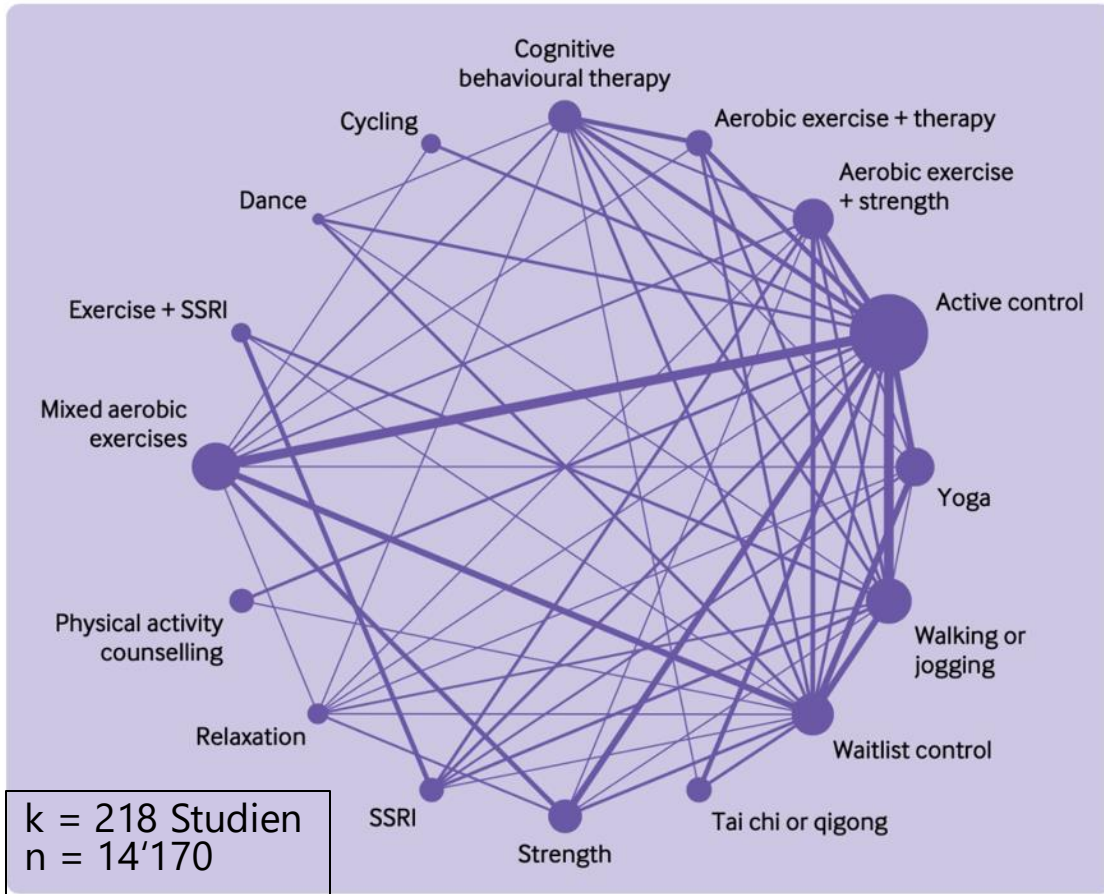 Cognitive
behavioural therapy
Aerobic exercise + therapy
Aerobic exercise
+ strength
Active control
Yoga
Walking or
jogging
Waitlist control
Tai chi or qigong
Strength
SSRI
Relaxation
Physical activity
counselling
Mixed aerobic
exercises
Exercise + SSRI
Dance
Cycling
k = 218 Studien
n = 14‘170